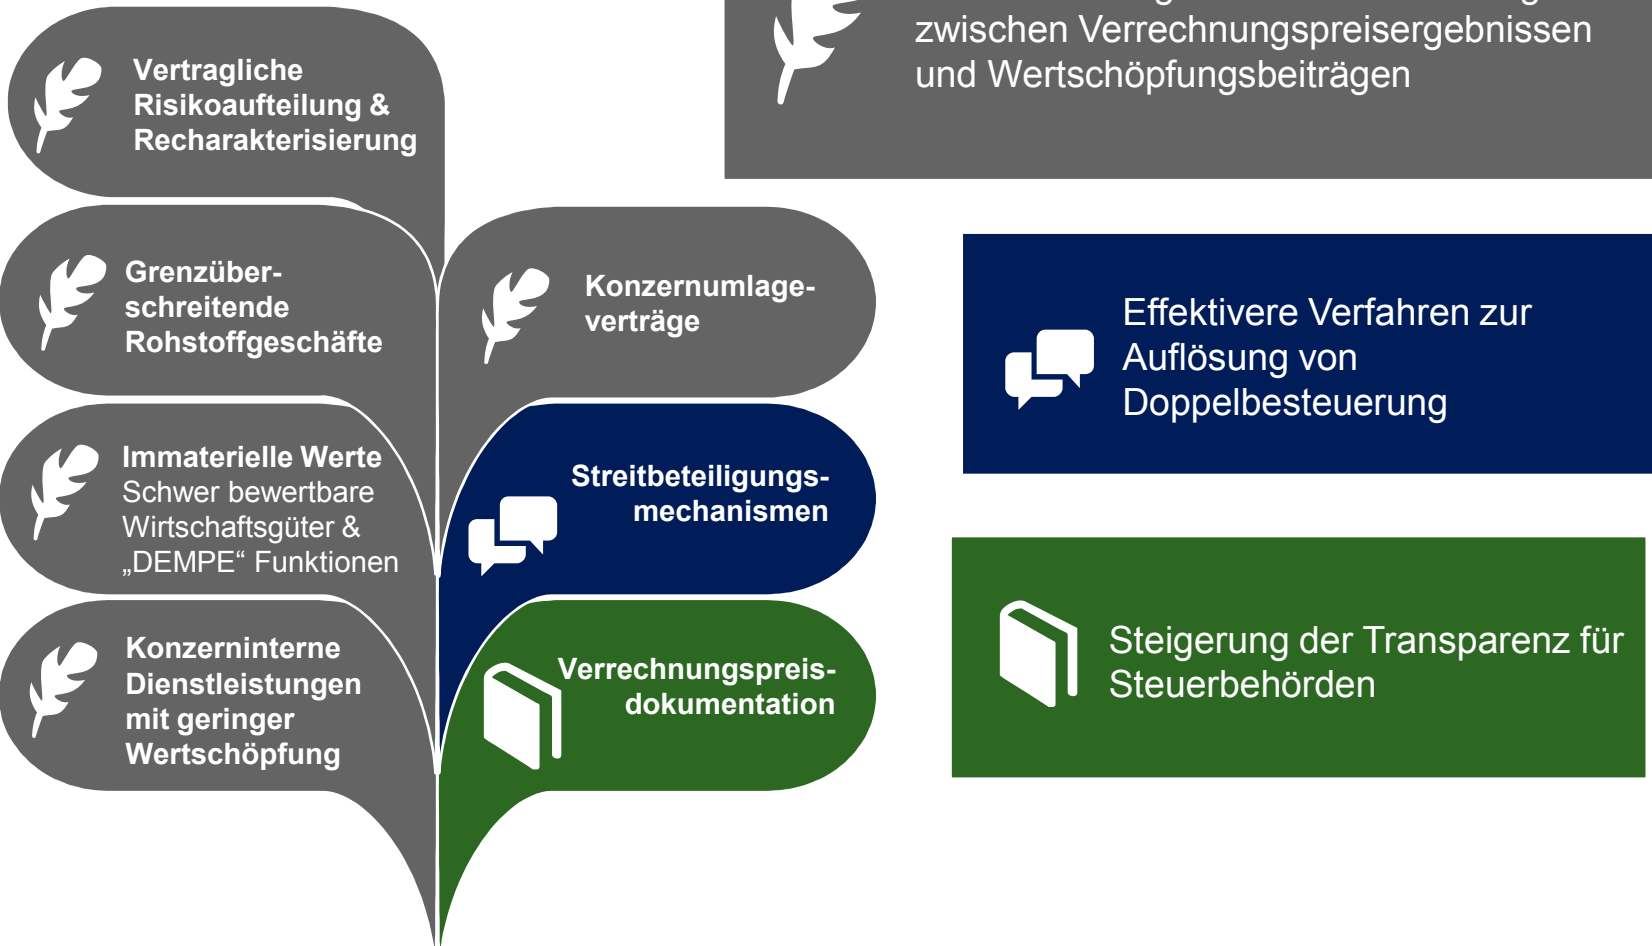 Vertragliche
Risikoaufteilung &
Recharakterisierung
Grenzüber-
schreitende
Rohstoffgeschäfte
Immaterielle Werte
Schwer bewertbare
Wirtschaftsgüter &
„DEMPE“ Funktionen
Konzerninterne
Dienstleistungen
mit geringer
Wertschöpfung
Konzernumlage-
verträge
Streitbeteiligungs-
mechanismen
Verrechnungspreis-
dokumentation
zwischen Verrechnungspreisergebnissen
und Wertschöpfungsbeiträgen
Effektivere Verfahren zur
Auflösung von
Doppelbesteuerung
Steigerung der Transparenz für
Steuerbehörden